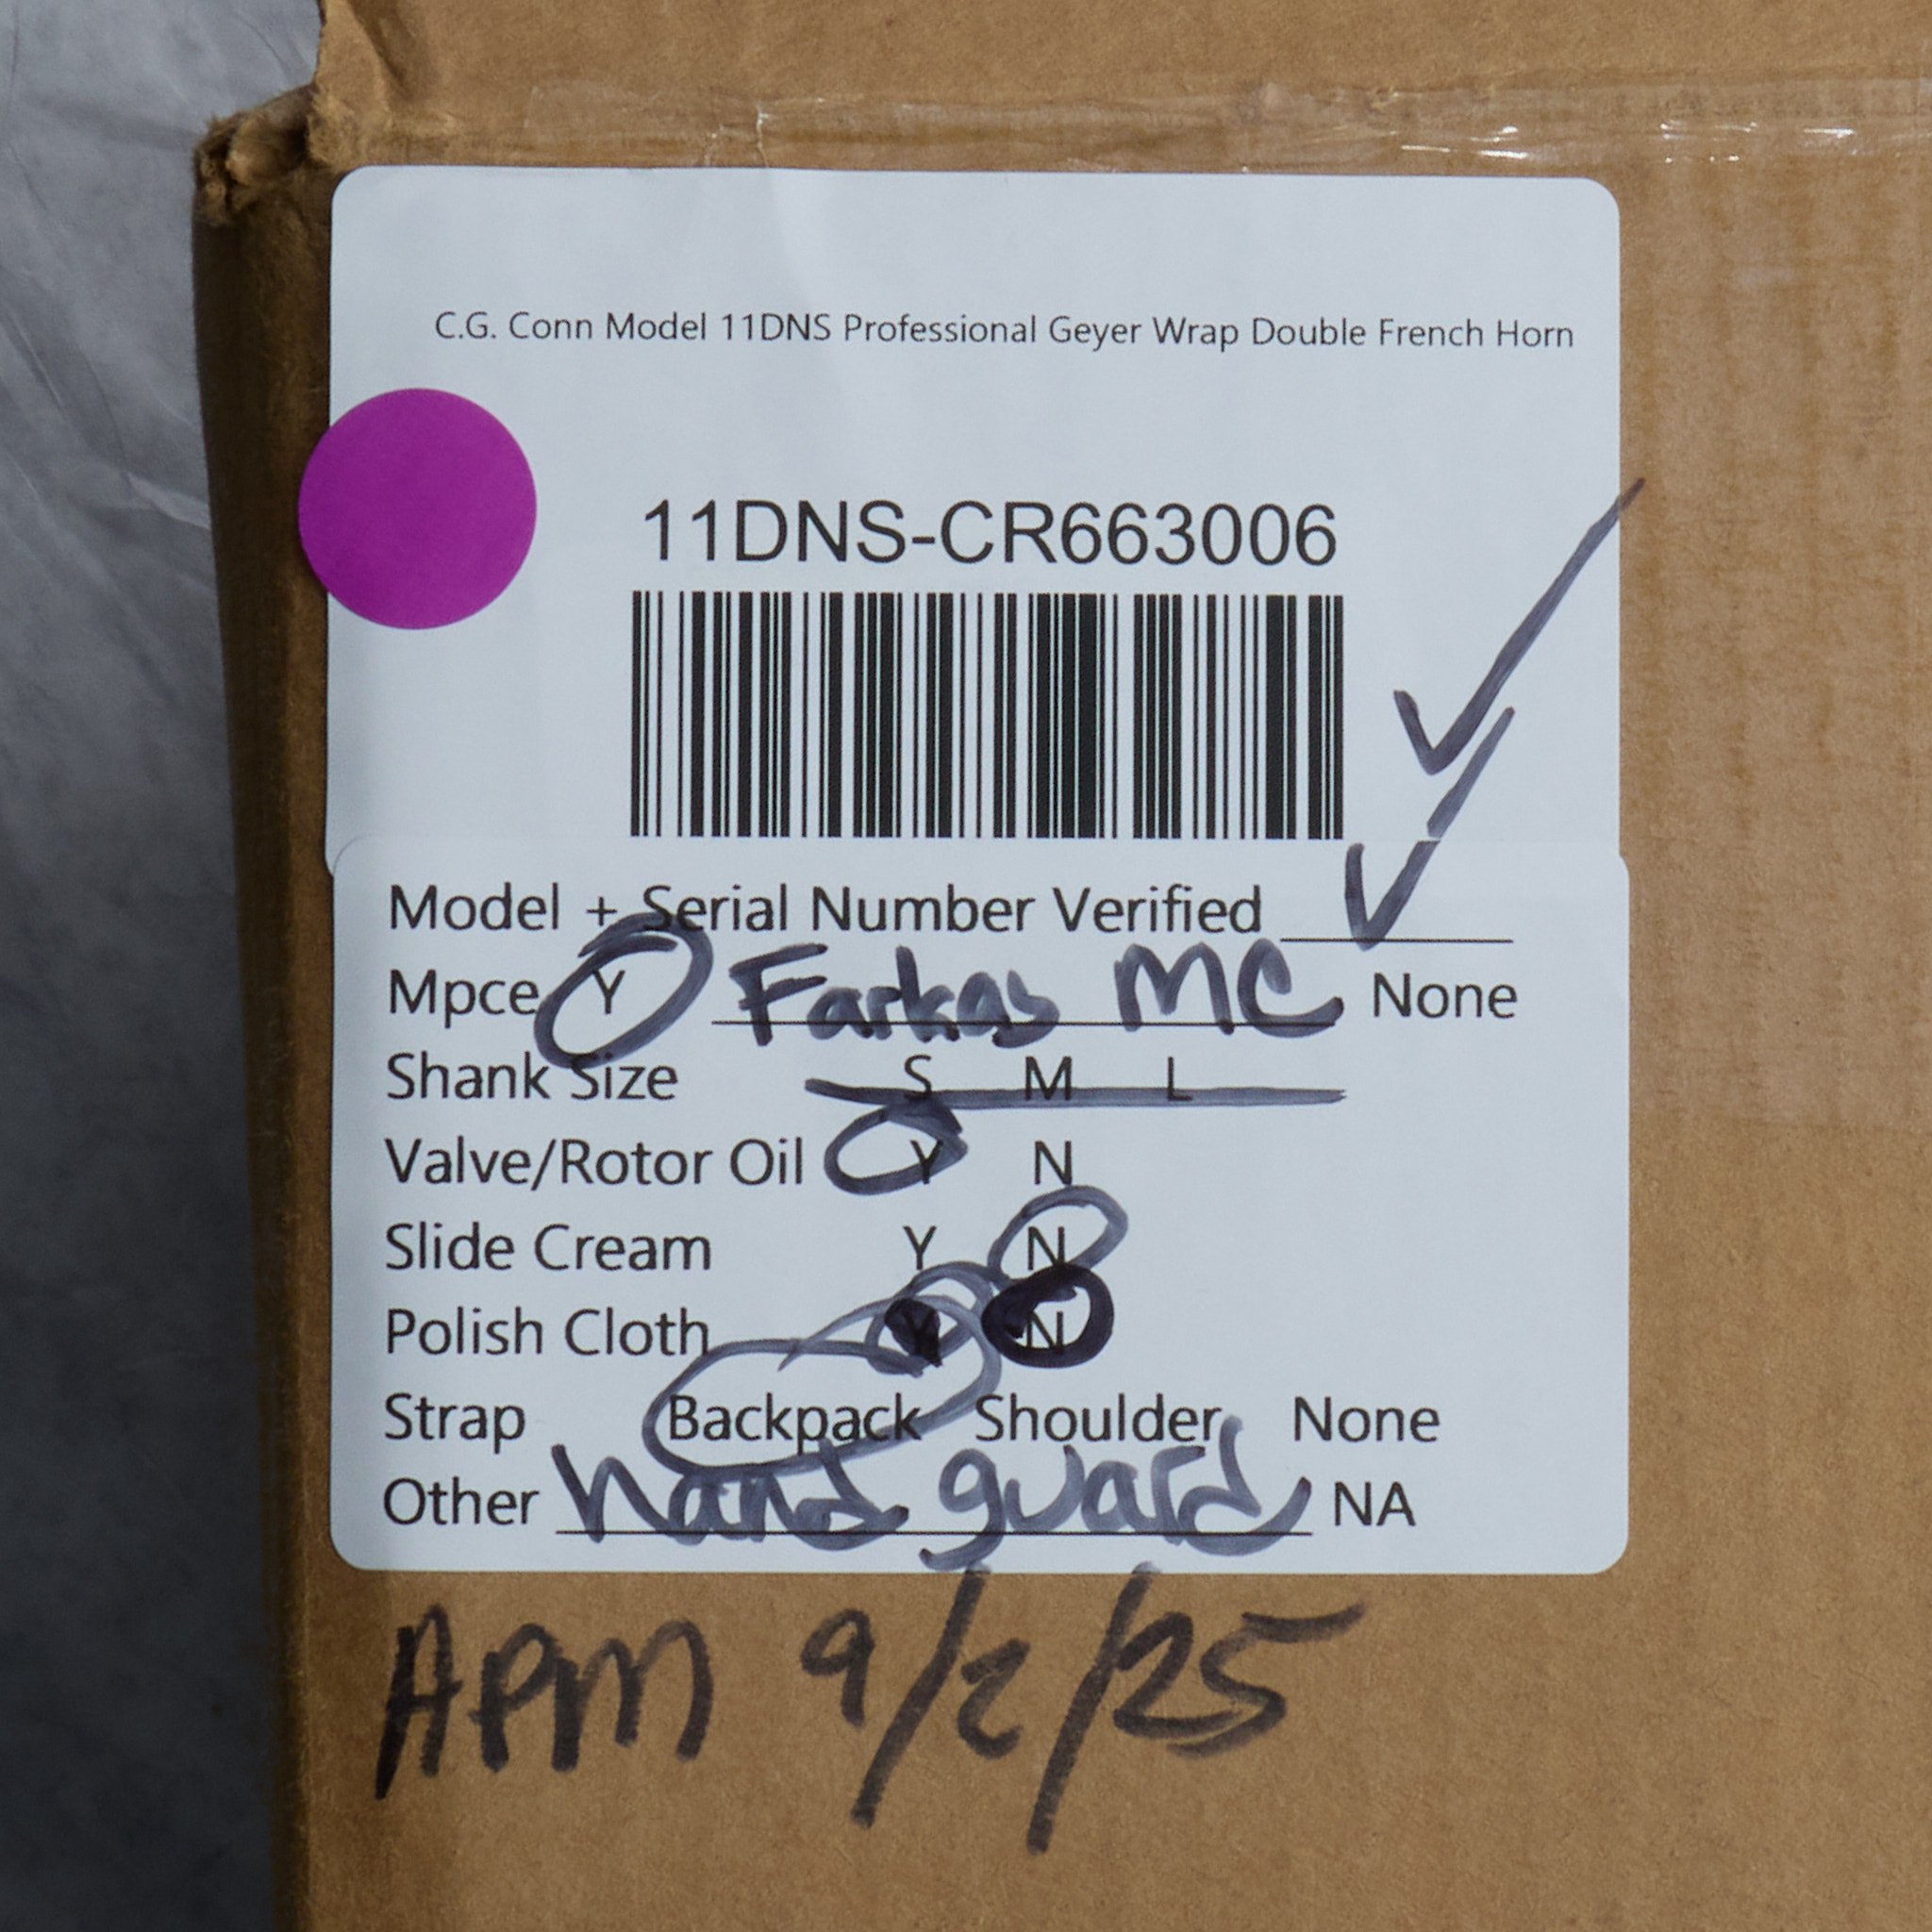 C.G. Conn Model 11DNS Professional Geyer Wrap Double French Horn
11DNS-CR663006
Model + Serial Number Verified
Mpce Y Farkas MC None
Shank Size S M L
Valve/Rotor Oil Y N
Slide Cream Y N
Polish Cloth Y N
Strap Backpack Shoulder None
Other hand guard NA
APM 9/2/25